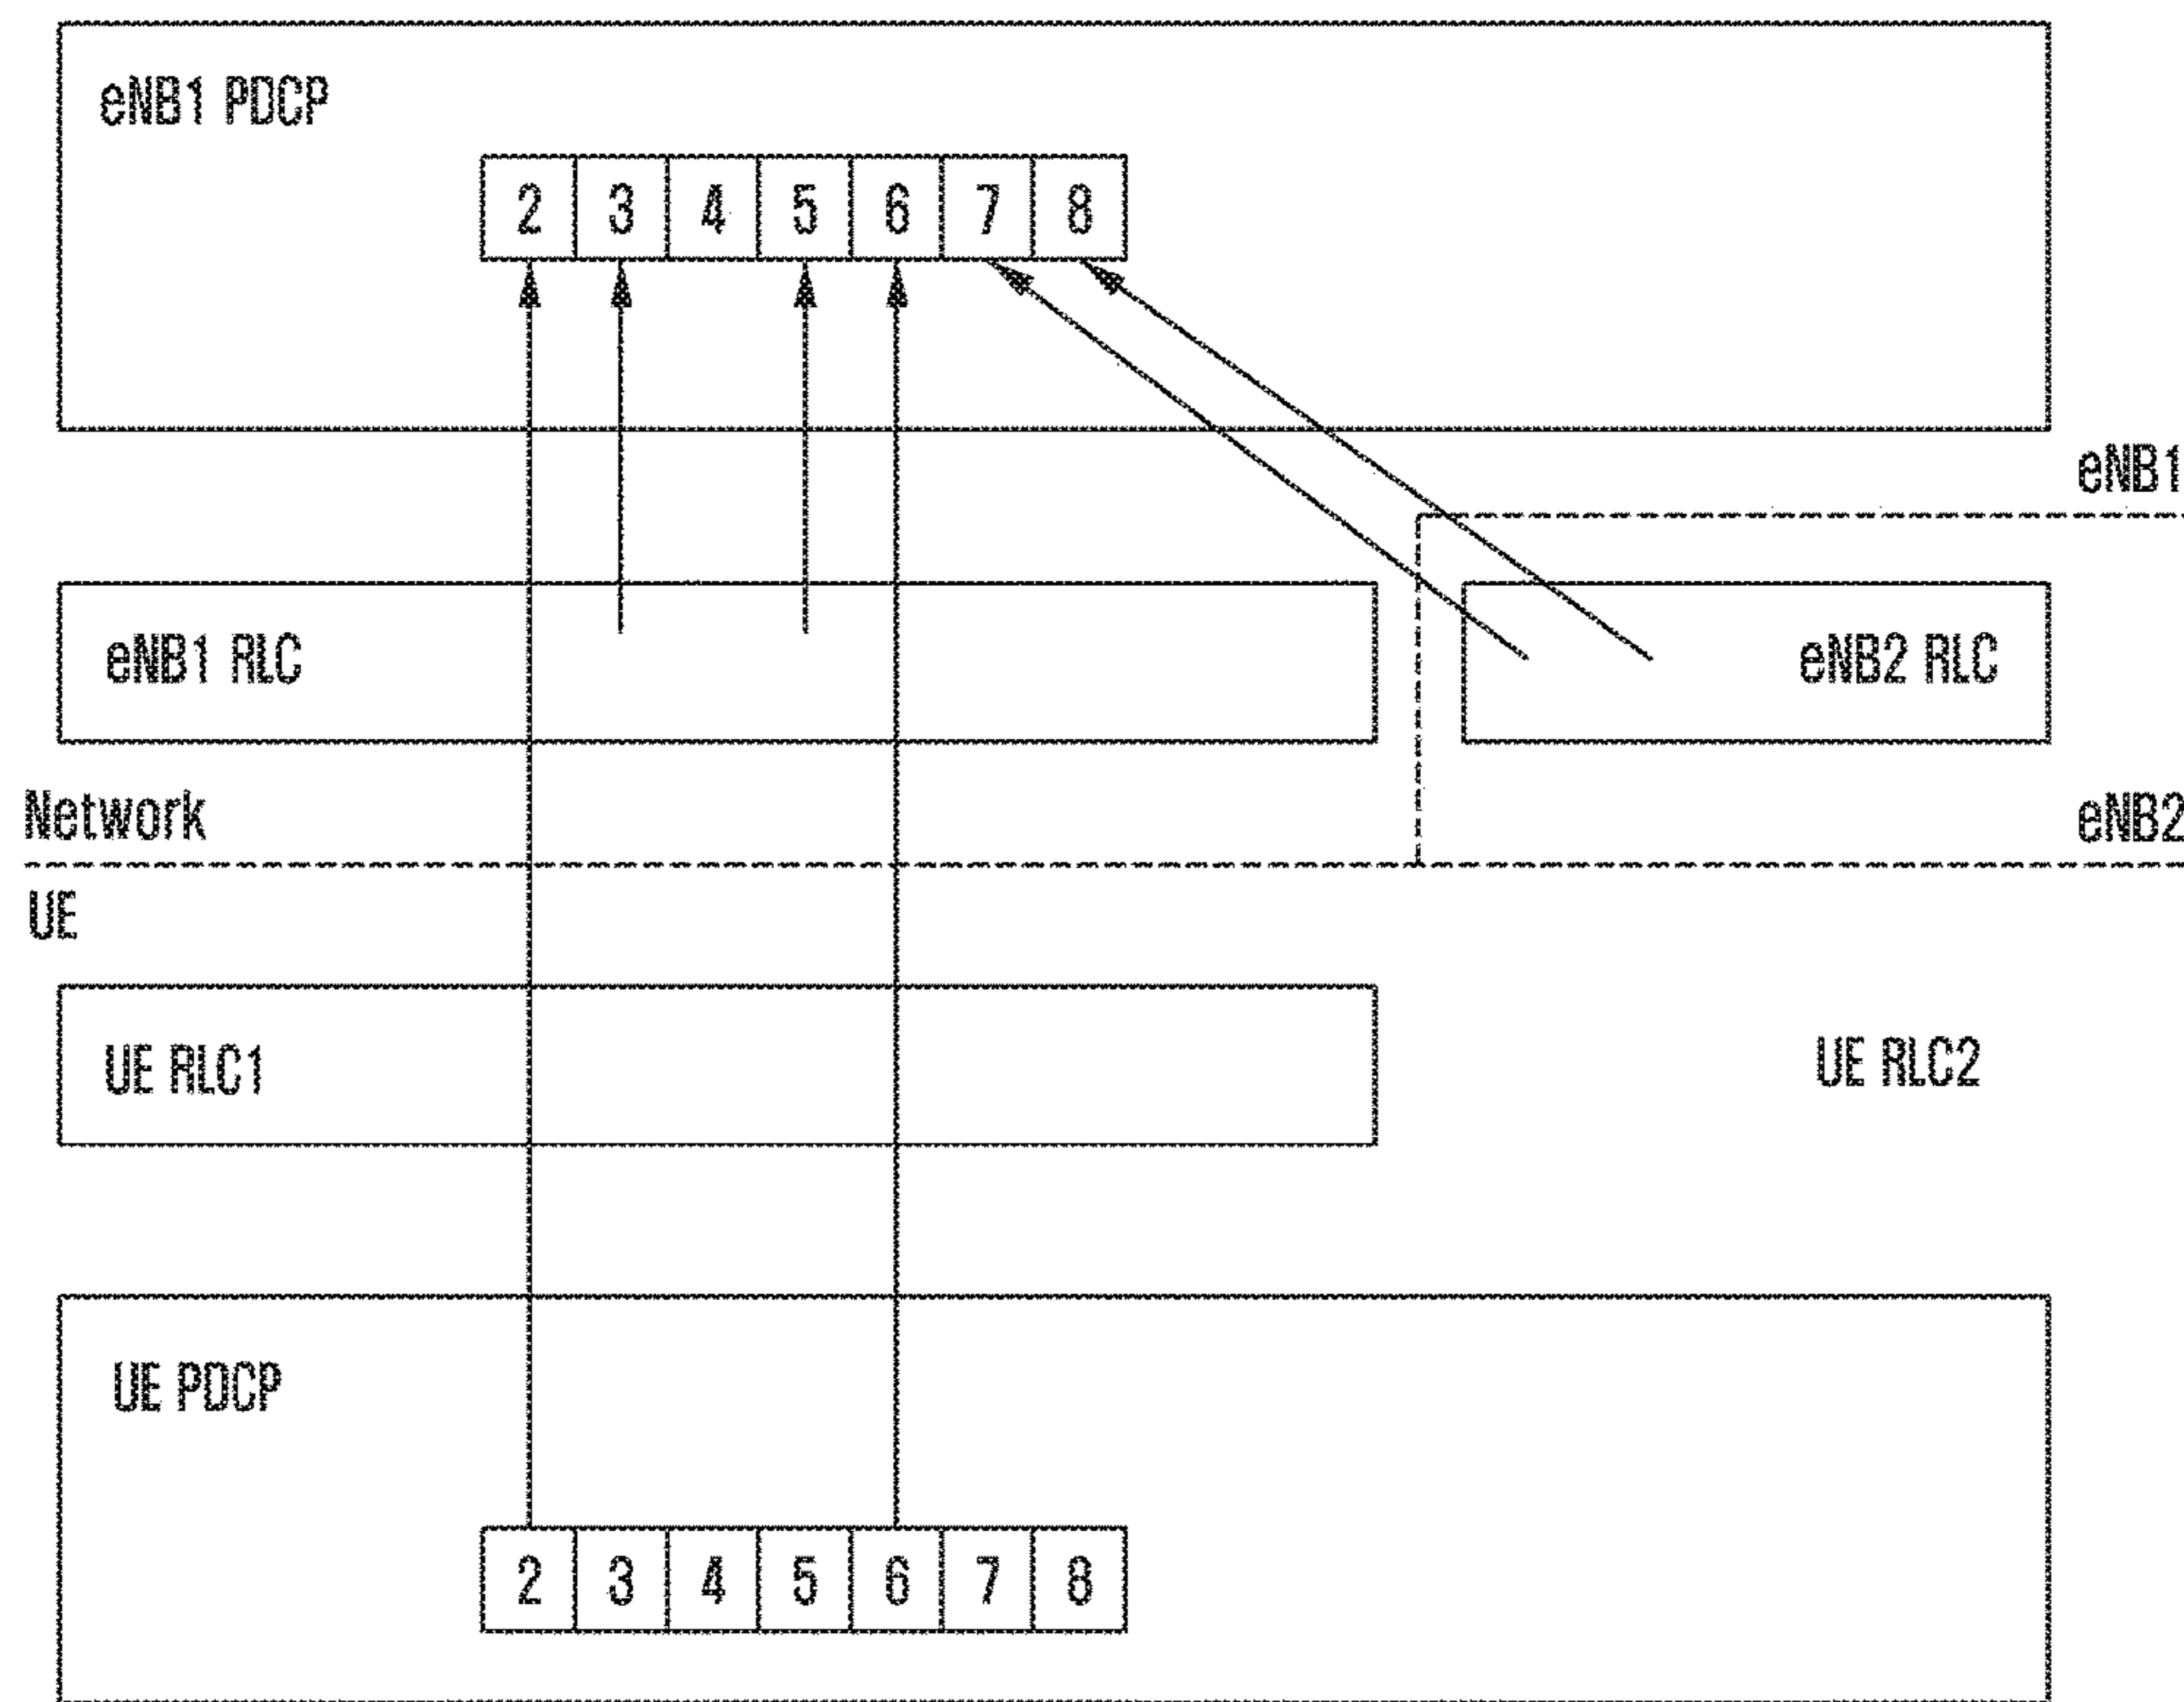 eNB1 PDCP
2 3 4 5 6 7 8
eNB1
eNB1 RLC
eNB2 RLC
Network
eNB2
UE
UE RLC1
UE RLC2
UE PDCP
2 3 4 5 6 7 8